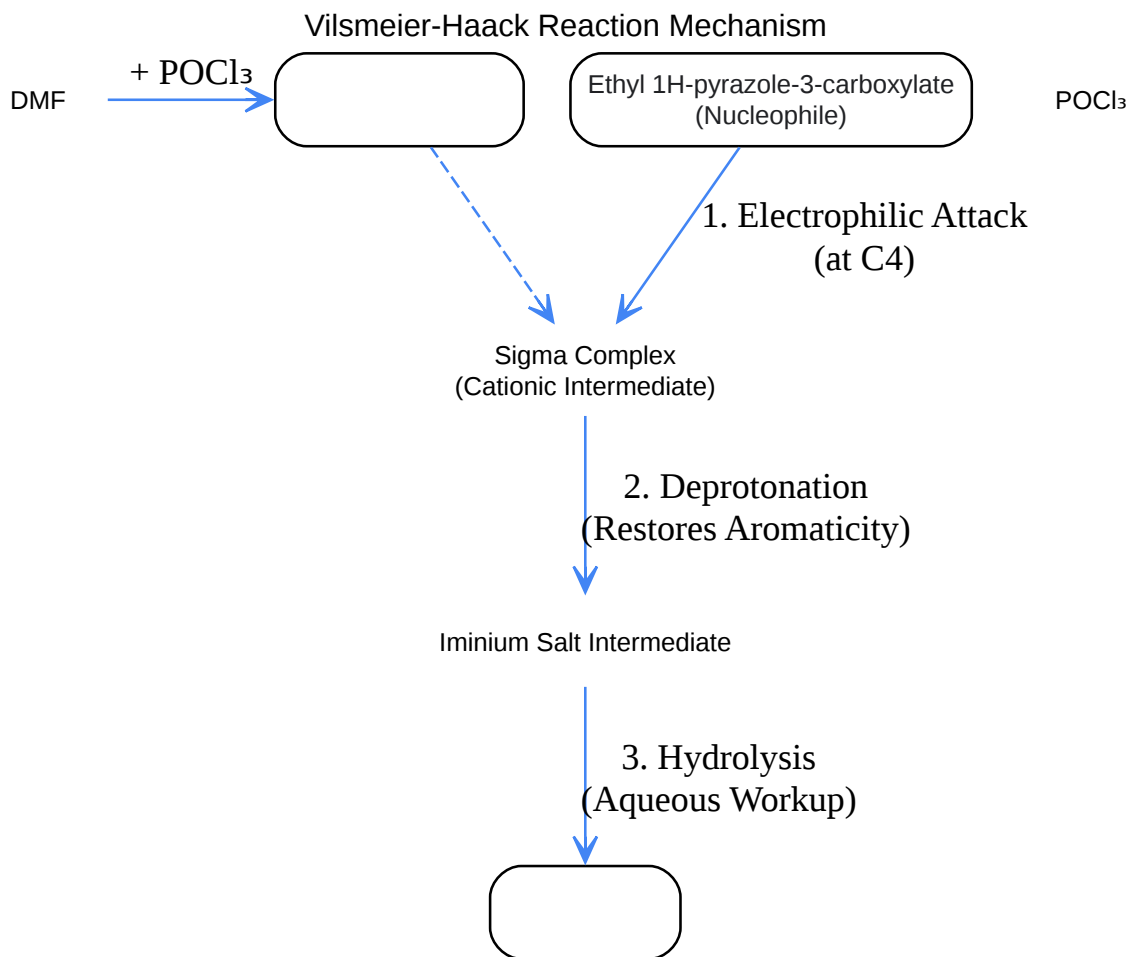 Vilsmeier-Haack Reaction Mechanism
DMF
+ POCl₃
Ethyl 1H-pyrazole-3-carboxylate
(Nucleophile)
POCl₃
1. Electrophilic Attack
(at C4)
Sigma Complex
(Cationic Intermediate)
2. Deprotonation
(Restores Aromaticity)
Iminium Salt Intermediate
3. Hydrolysis
(Aqueous Workup)